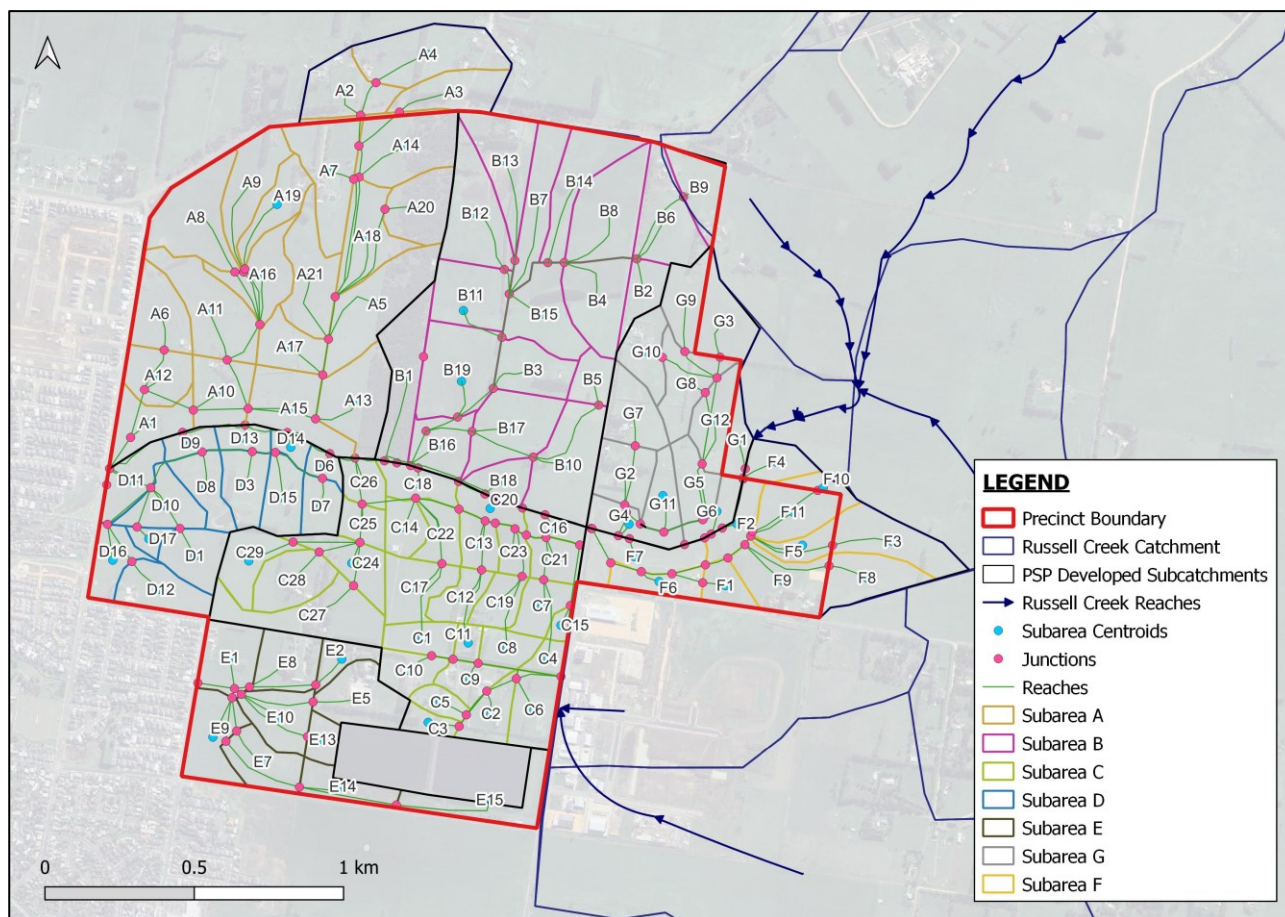 A4
A2
A3
A14
A7
A9
A19
A8
A20
A18
A16
A21
A5
A11
A6
A17
A12
A10
A15
A13
A1
B13
B7
B14
B9
B12
B8
B6
B11
B15
B4
B2
B19
B3
B5
B1
B16
B17
B10
B18
G9
G3
G10
G8
G7
G12
G1
G2
G5
G11
G6
G4
F4
F10
F11
F2
F3
F5
F7
F9
F8
F6
F1
D9
D13
D14
D11
D10
D8
D3
D15
D6
D7
D16
D17
D1
D12
C26
C18
C20
C25
C14
C22
C13
C23
C16
C21
C29
C24
C28
C17
C12
C19
C7
C27
C1
C11
C8
C15
C10
C9
C4
C5
C2
C6
C3
E1
E8
E2
E5
E9
E10
E7
E13
E14
E15
0
0.5
1 km
LEGEND
Precinct Boundary
Russell Creek Catchment
PSP Developed Subcatchments
Russell Creek Reaches
Subarea Centroids
Junctions
Reaches
Subarea A
Subarea B
Subarea C
Subarea D
Subarea E
Subarea G
Subarea F